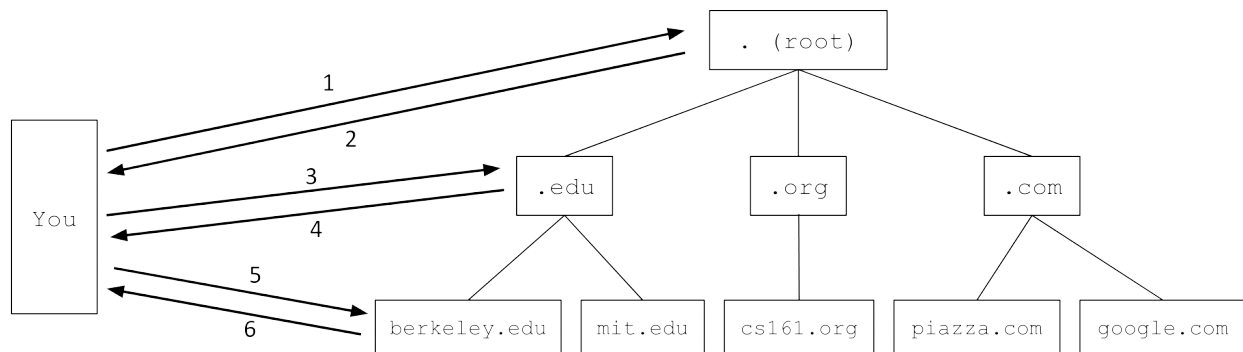 . (root)
1
2
3
4
5
6
You
.edu
.org
.com
berkeley.edu
mit.edu
cs161.org
piazza.com
google.com